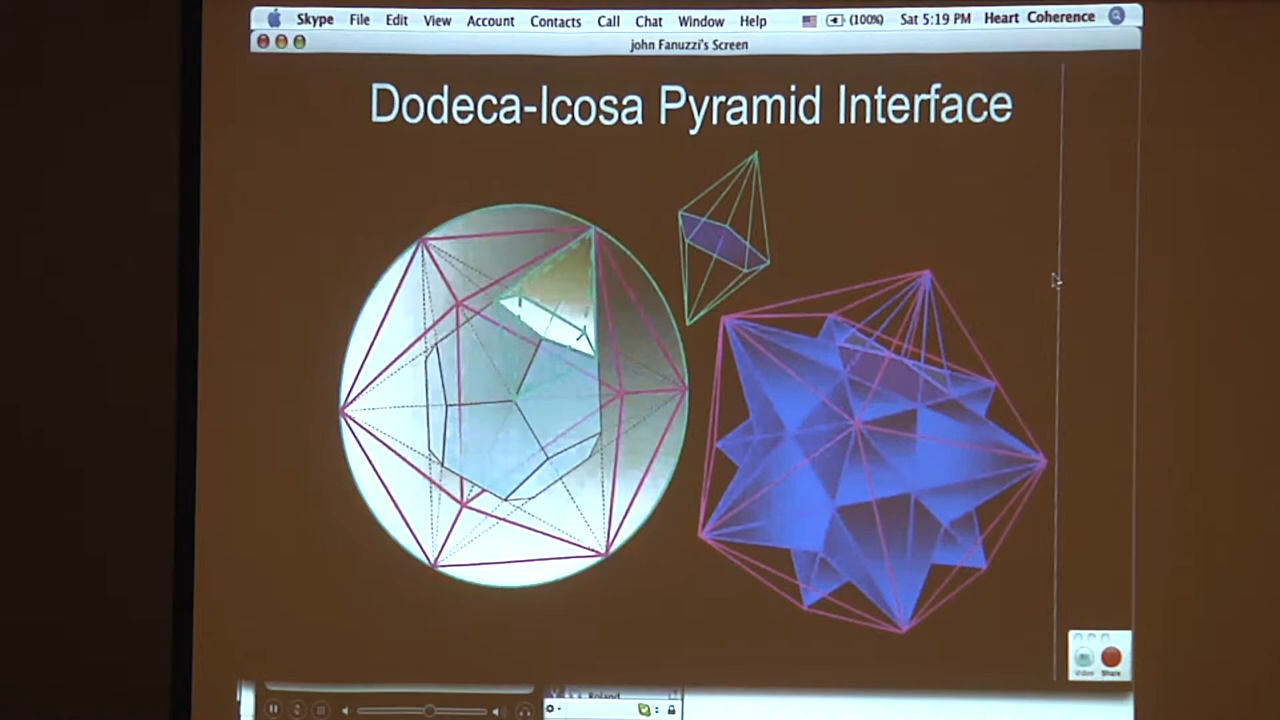 Skype File Edit View Account Contacts Call Chat Window Help (100%) Sat 5:19 PM Heart Coherence
john Fanuzzi's Screen
Dodeca-Icosa Pyramid Interface
Video Share
Roland